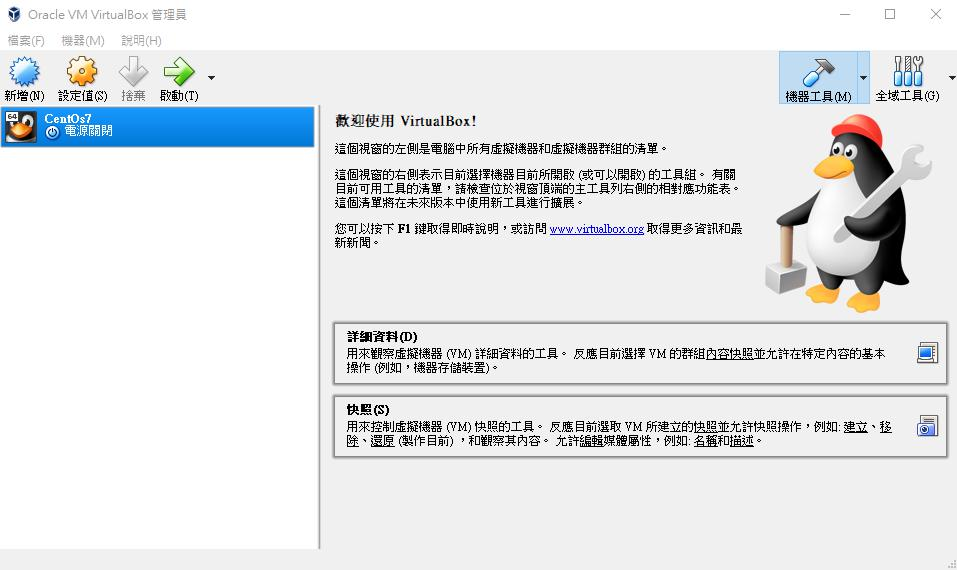 Oracle VM VirtualBox 管理員
檔案(F) 機器(M) 說明(H)
新增(N) 設定值(S) 捨棄 啟動(T) 機器工具(M) 全域工具(G)
64
CentOs7
電源關閉
歡迎使用 VirtualBox!
這個視窗的左側是電腦中所有虛擬機器和虛擬機器群組的清單。
這個視窗的右側表示目前選擇機器目前所開啟 (或可以開啟) 的工具組。 有關
目前可用工具的清單，請檢查位於視窗頂端的主工具列右側的相對應功能表。
這個清單將在未來版本中使用新工具進行擴展。
您可以按下 F1 鍵取得即時說明，或訪問 www.virtualbox.org 取得更多資訊和最
新新聞。
詳細資料(D)
用來觀察虛擬機器 (VM) 詳細資料的工具。 反應目前選擇 VM 的群組內容快照並允許在特定內容的基本
操作 (例如，機器存儲裝置)。
快照(S)
用來控制虛擬機器 (VM) 快照的工具。 反應目前選取 VM 所建立的快照並允許快照操作，例如: 建立、移
除、還原 (製作目前) ，和觀察其內容。 允許編輯媒體屬性，例如: 名稱和描述。